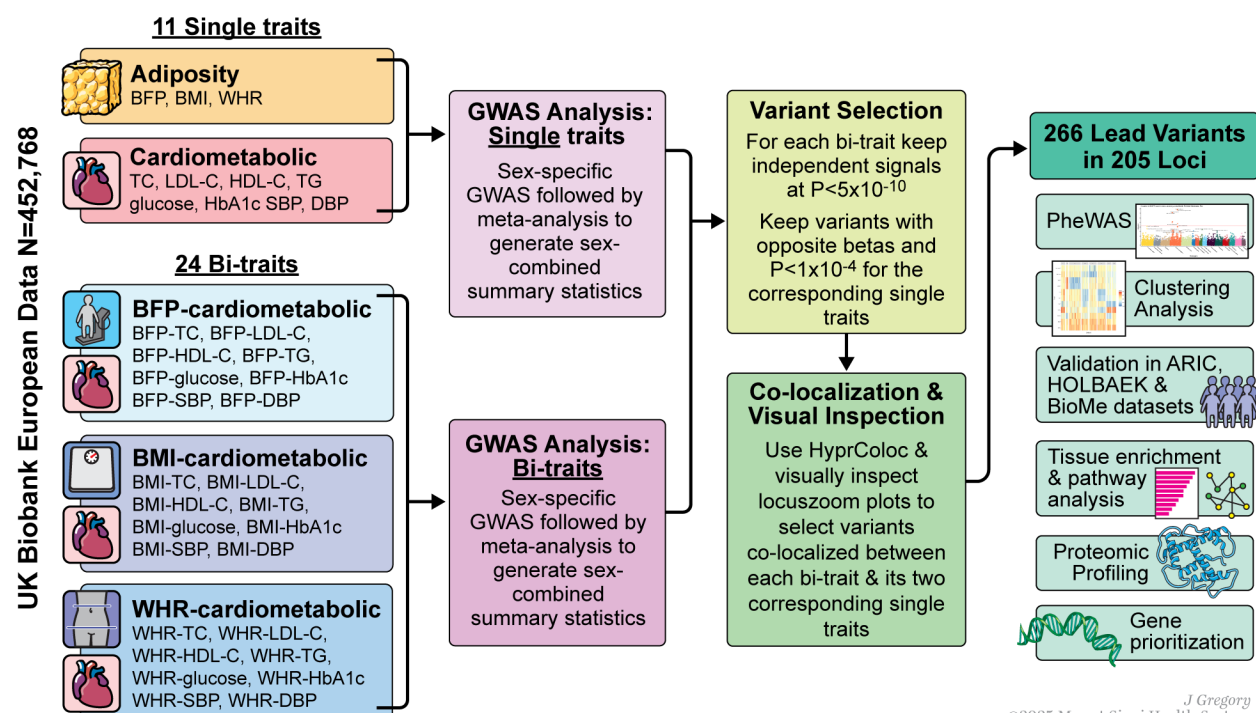 UK Biobank European Data N=452,768
11 Single traits
Adiposity
BFP, BMI, WHR
Cardiometabolic
TC, LDL-C, HDL-C, TG
glucose, HbA1c SBP, DBP
24 Bi-traits
BFP-cardiometabolic
BFP-TC, BFP-LDL-C,
BFP-HDL-C, BFP-TG,
BFP-glucose, BFP-HbA1c
BFP-SBP, BFP-DBP
BMI-cardiometabolic
BMI-TC, BMI-LDL-C,
BMI-HDL-C, BMI-TG,
BMI-glucose, BMI-HbA1c
BMI-SBP, BMI-DBP
WHR-cardiometabolic
WHR-TC, WHR-LDL-C,
WHR-HDL-C, WHR-TG,
WHR-glucose, WHR-HbA1c
WHR-SBP, WHR-DBP
GWAS Analysis:
Single traits
Sex-specific
GWAS followed by
meta-analysis to
generate sex-
combined
summary statistics
GWAS Analysis:
Bi-traits
Sex-specific
GWAS followed by
meta-analysis to
generate sex-
combined
summary statistics
Variant Selection
For each bi-trait keep
independent signals
at P<5x10⁻¹⁰
Keep variants with
opposite betas and
P<1x10⁻⁴ for the
corresponding single
traits
Co-localization &
Visual Inspection
Use HyprColoc &
visually inspect
locuszoom plots to
select variants
co-localized between
each bi-trait & its two
corresponding single
traits
266 Lead Variants
in 205 Loci
PheWAS
Clustering
Analysis
Validation in ARIC,
HOLBAEK &
BioMe datasets
Tissue enrichment
& pathway
analysis
Proteomic
Profiling
Gene
prioritization
J Gregory